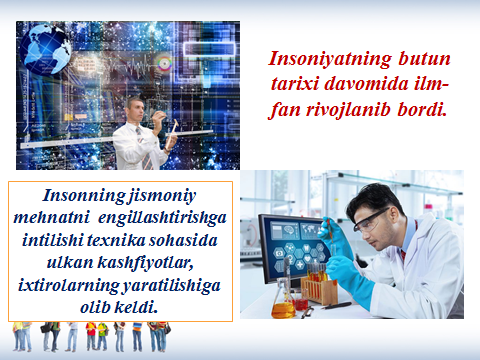 Insoniyatning butun
tarixi davomida ilm-
fan rivojlanib bordi.
Insonning jismoniy
mehnatni engillashtirishga
intilishi texnika sohasida
ulkan kashfiyotlar,
ixtirolarning yaratilishiga
olib keldi.